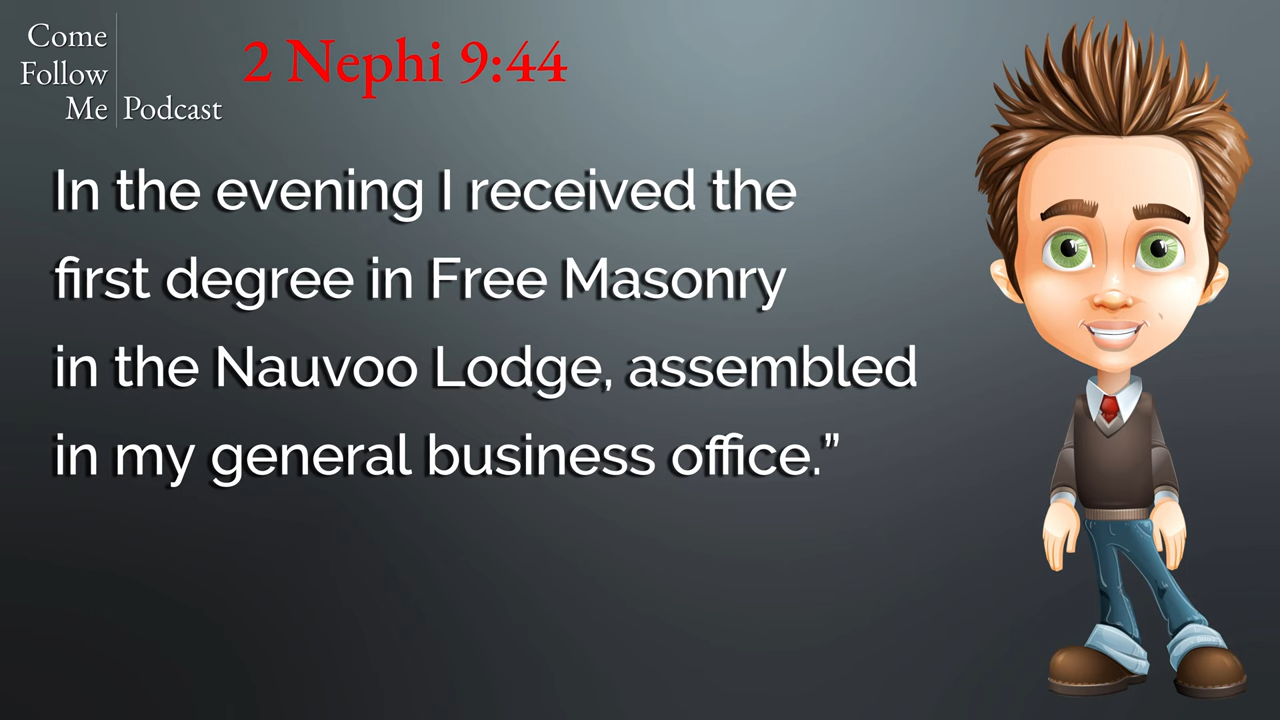 Come
Follow
Me Podcast
2 Nephi 9:44
In the evening I received the
first degree in Free Masonry
in the Nauvoo Lodge, assembled
in my general business office.”